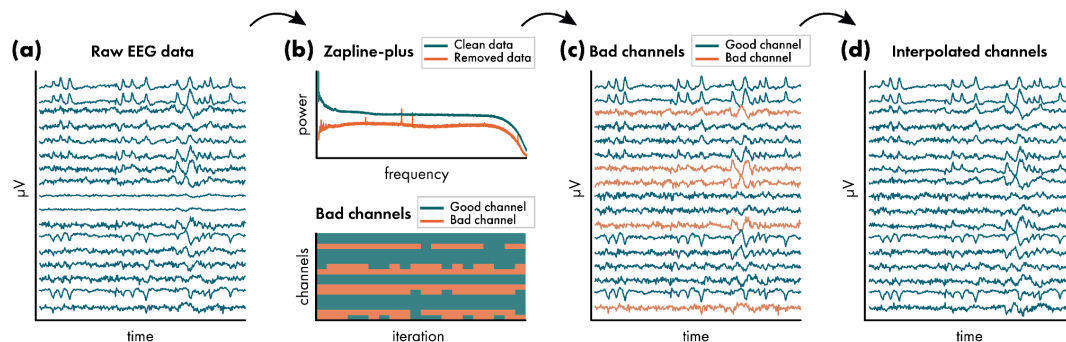 (a)
Raw EEG data
µV
time
(b)
Zapline-plus
Clean data
Removed data
power
frequency
Bad channels
Good channel
Bad channel
channels
iteration
(c)
Bad channels
Good channel
Bad channel
µV
time
(d)
Interpolated channels
µV
time